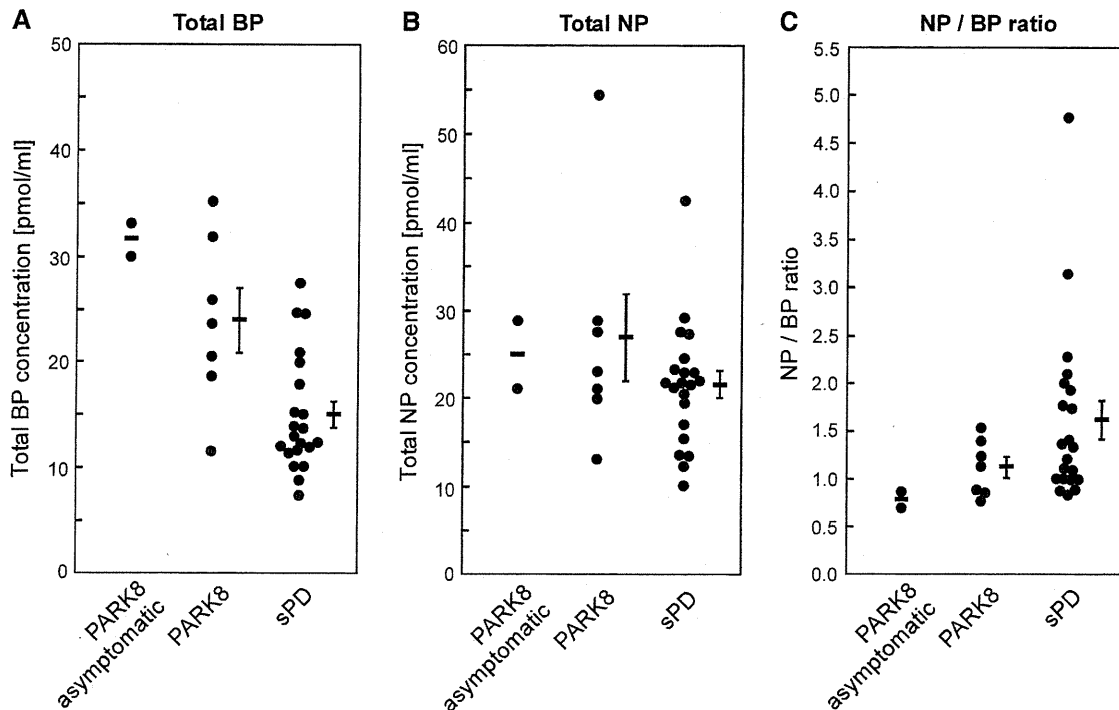 A
Total BP
Total BP concentration [pmol/ml]
50
40
30
20
10
0
PARK8
asymptomatic
PARK8
sPD
B
Total NP
Total NP concentration [pmol/ml]
60
50
40
30
20
10
0
PARK8
asymptomatic
PARK8
sPD
C
NP / BP ratio
NP / BP ratio
5.5
5.0
4.5
4.0
3.5
3.0
2.5
2.0
1.5
1.0
0.5
0.0
PARK8
asymptomatic
PARK8
sPD